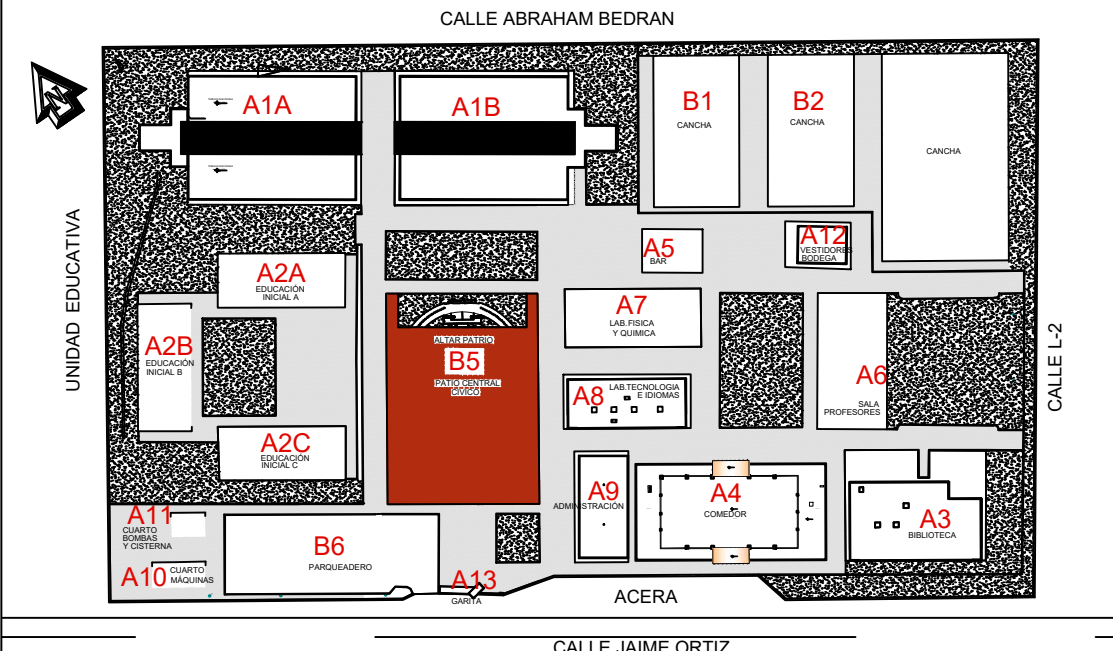 CALLE ABRAHAM BEDRAN
N
UNIDAD EDUCATIVA
CALLE L-2
A1A
A1B
B1
CANCHA
B2
CANCHA
CANCHA
A5
BAR
A12
VESTIDORES
BODEGA
A2A
EDUCACIÓN
INICIAL A
A2B
EDUCACIÓN
INICIAL B
A2C
EDUCACIÓN
INICIAL C
ALTAR PATRIO
B5
PATIO CENTRAL
CÍVICO
A7
LAB.FISICA
Y QUIMICA
A8
LAB.TECNOLOGIA
E IDIOMAS
A6
SALA
PROFESORES
A9
ADMINISTRACIÓN
A4
COMEDOR
A3
BIBLIOTECA
A11
CUARTO
BOMBAS
Y CISTERNA
A10
CUARTO
MÁQUINAS
B6
PARQUEADERO
A13
GARITA
ACERA
CALLE JAIME ORTIZ